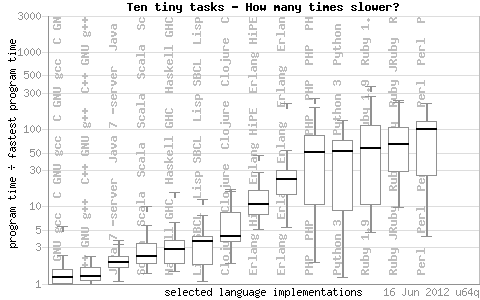 Ten tiny tasks - How many times slower?
program time ÷ fastest program time
3000
1000
500
300
100
50
30
10
5
3
1
C GNU gcc
C++ GNU g++
Java 7 -server
Scala
Haskell GHC
Lisp SBCL
Clojure
Erlang HiPE
Erlang
PHP
Python 3
Ruby 1.9
Ruby JRuby
Perl
selected language implementations
16 Jun 2012 u64q